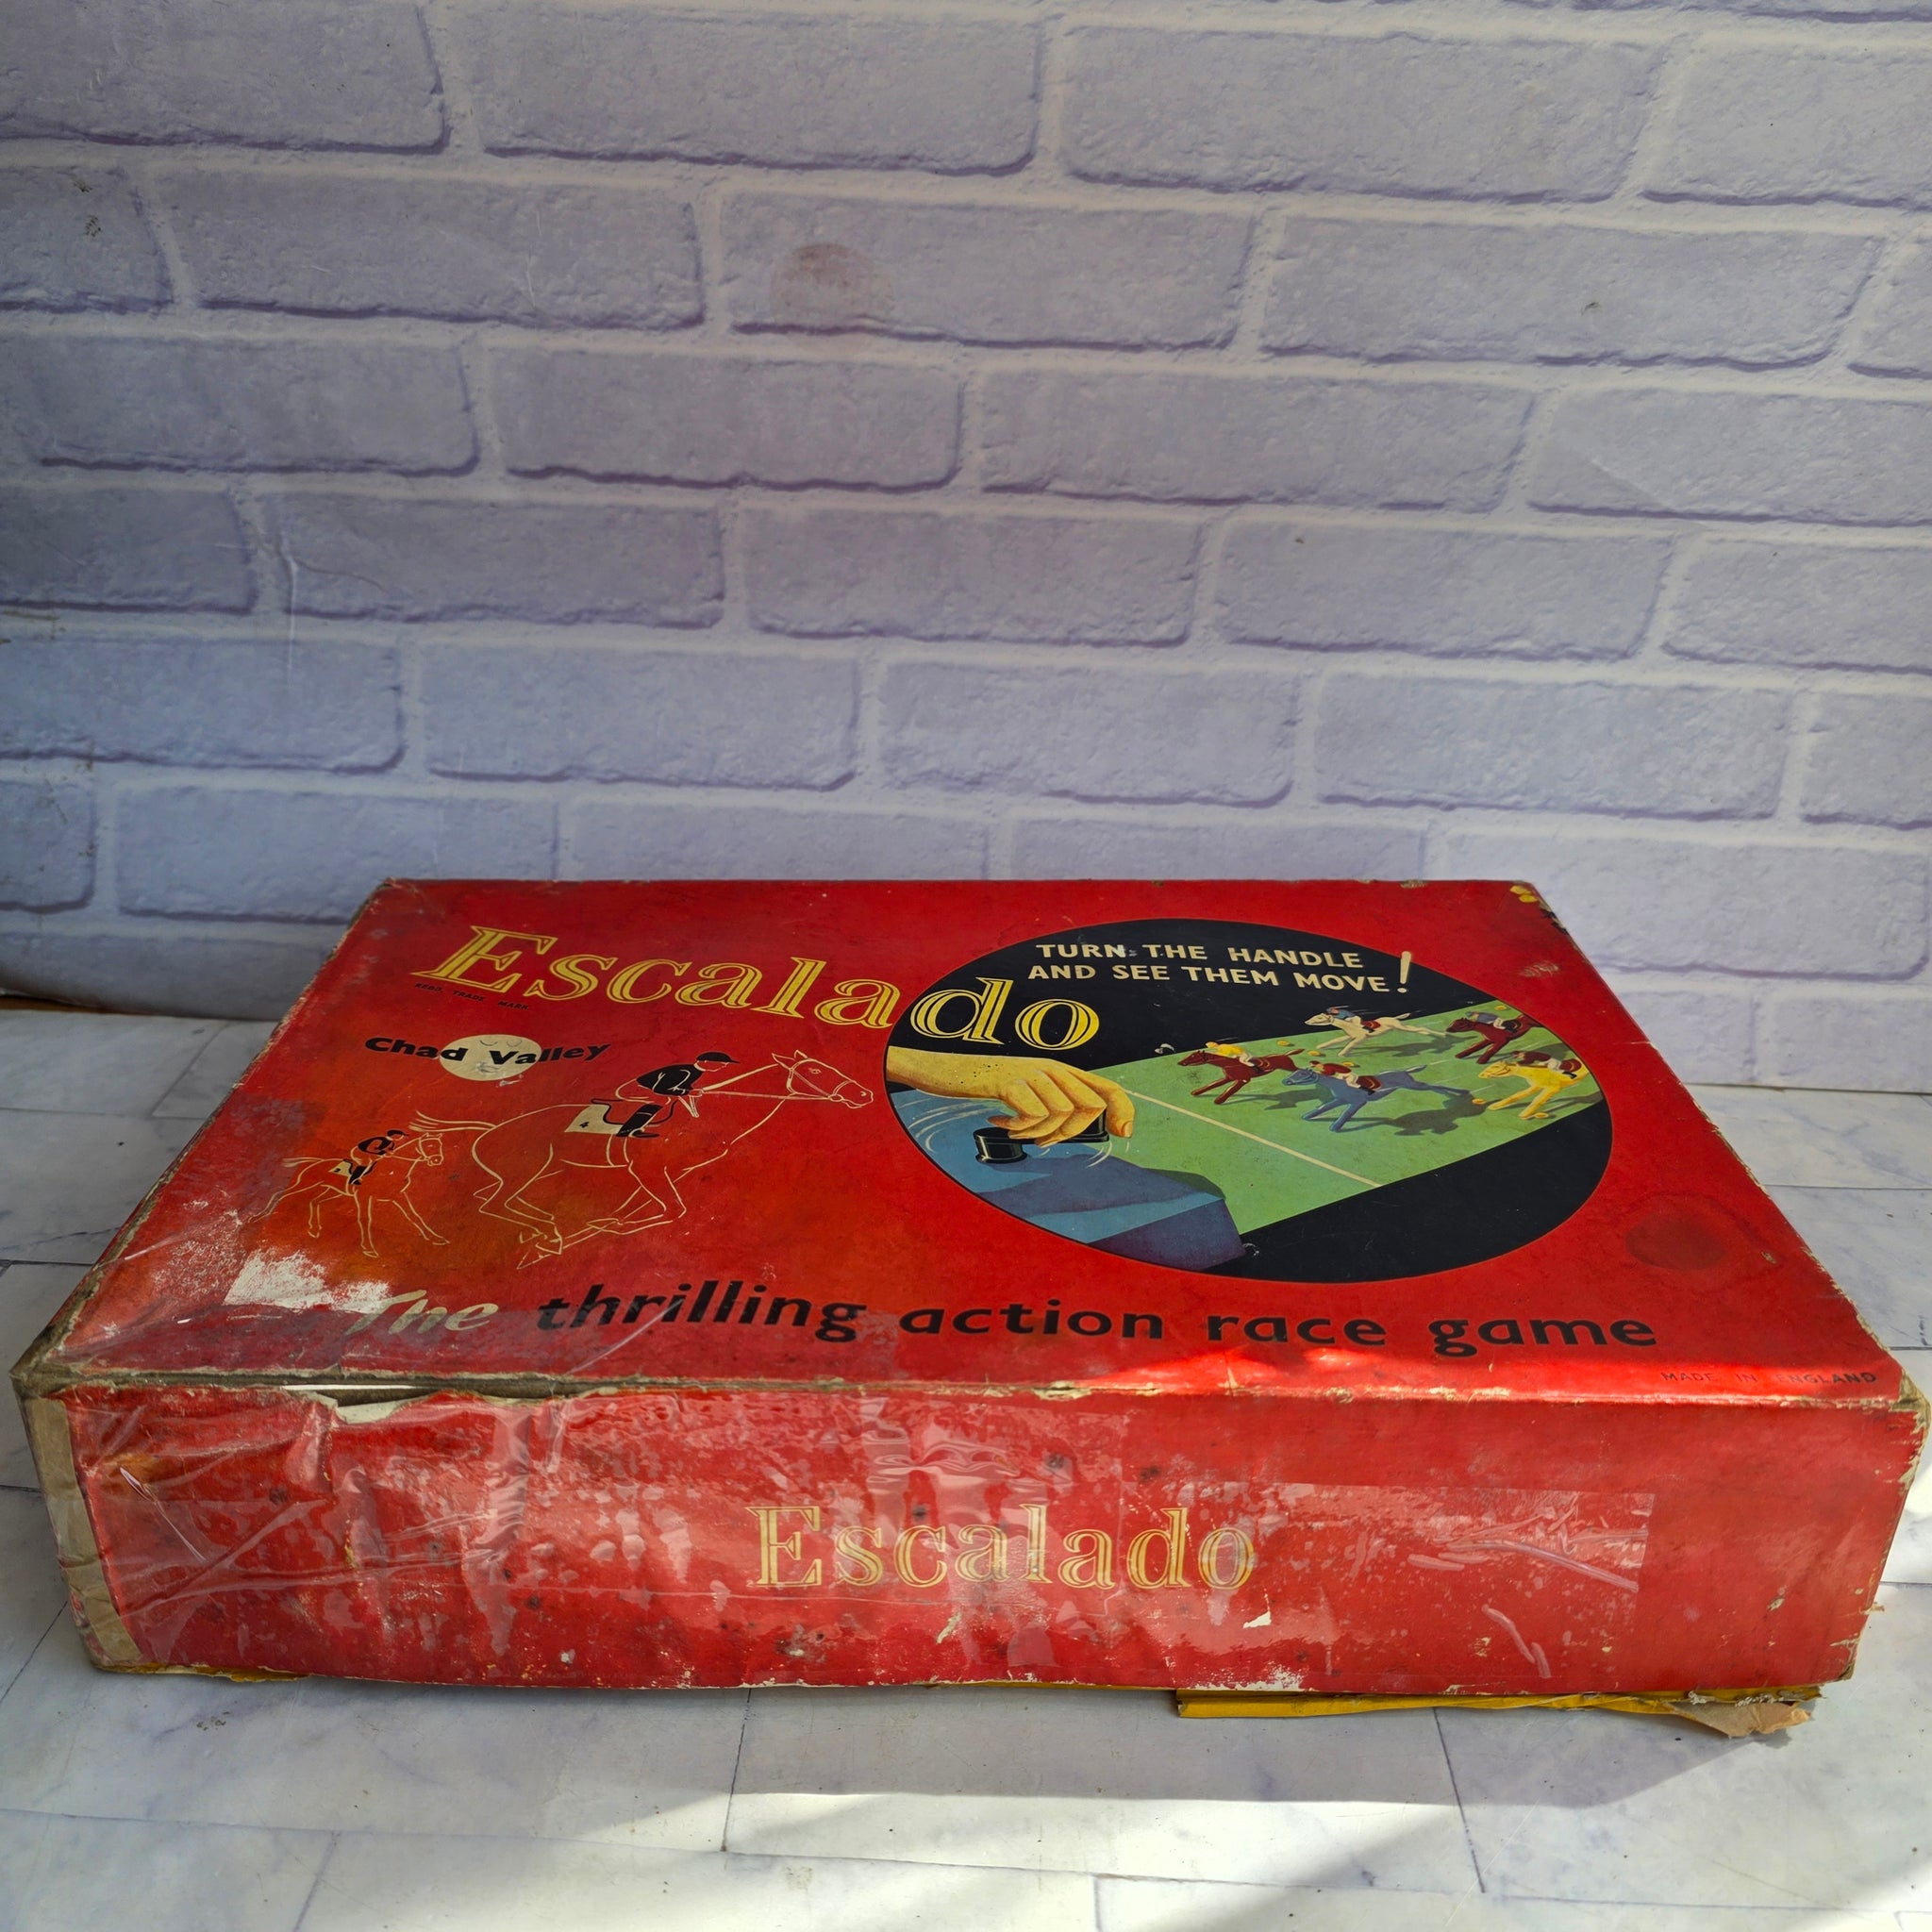 Escalado
REGD. TRADE MARK
TURN THE HANDLE
AND SEE THEM MOVE!
Chad Valley
4
The thrilling action race game
MADE IN ENGLAND
Escalado